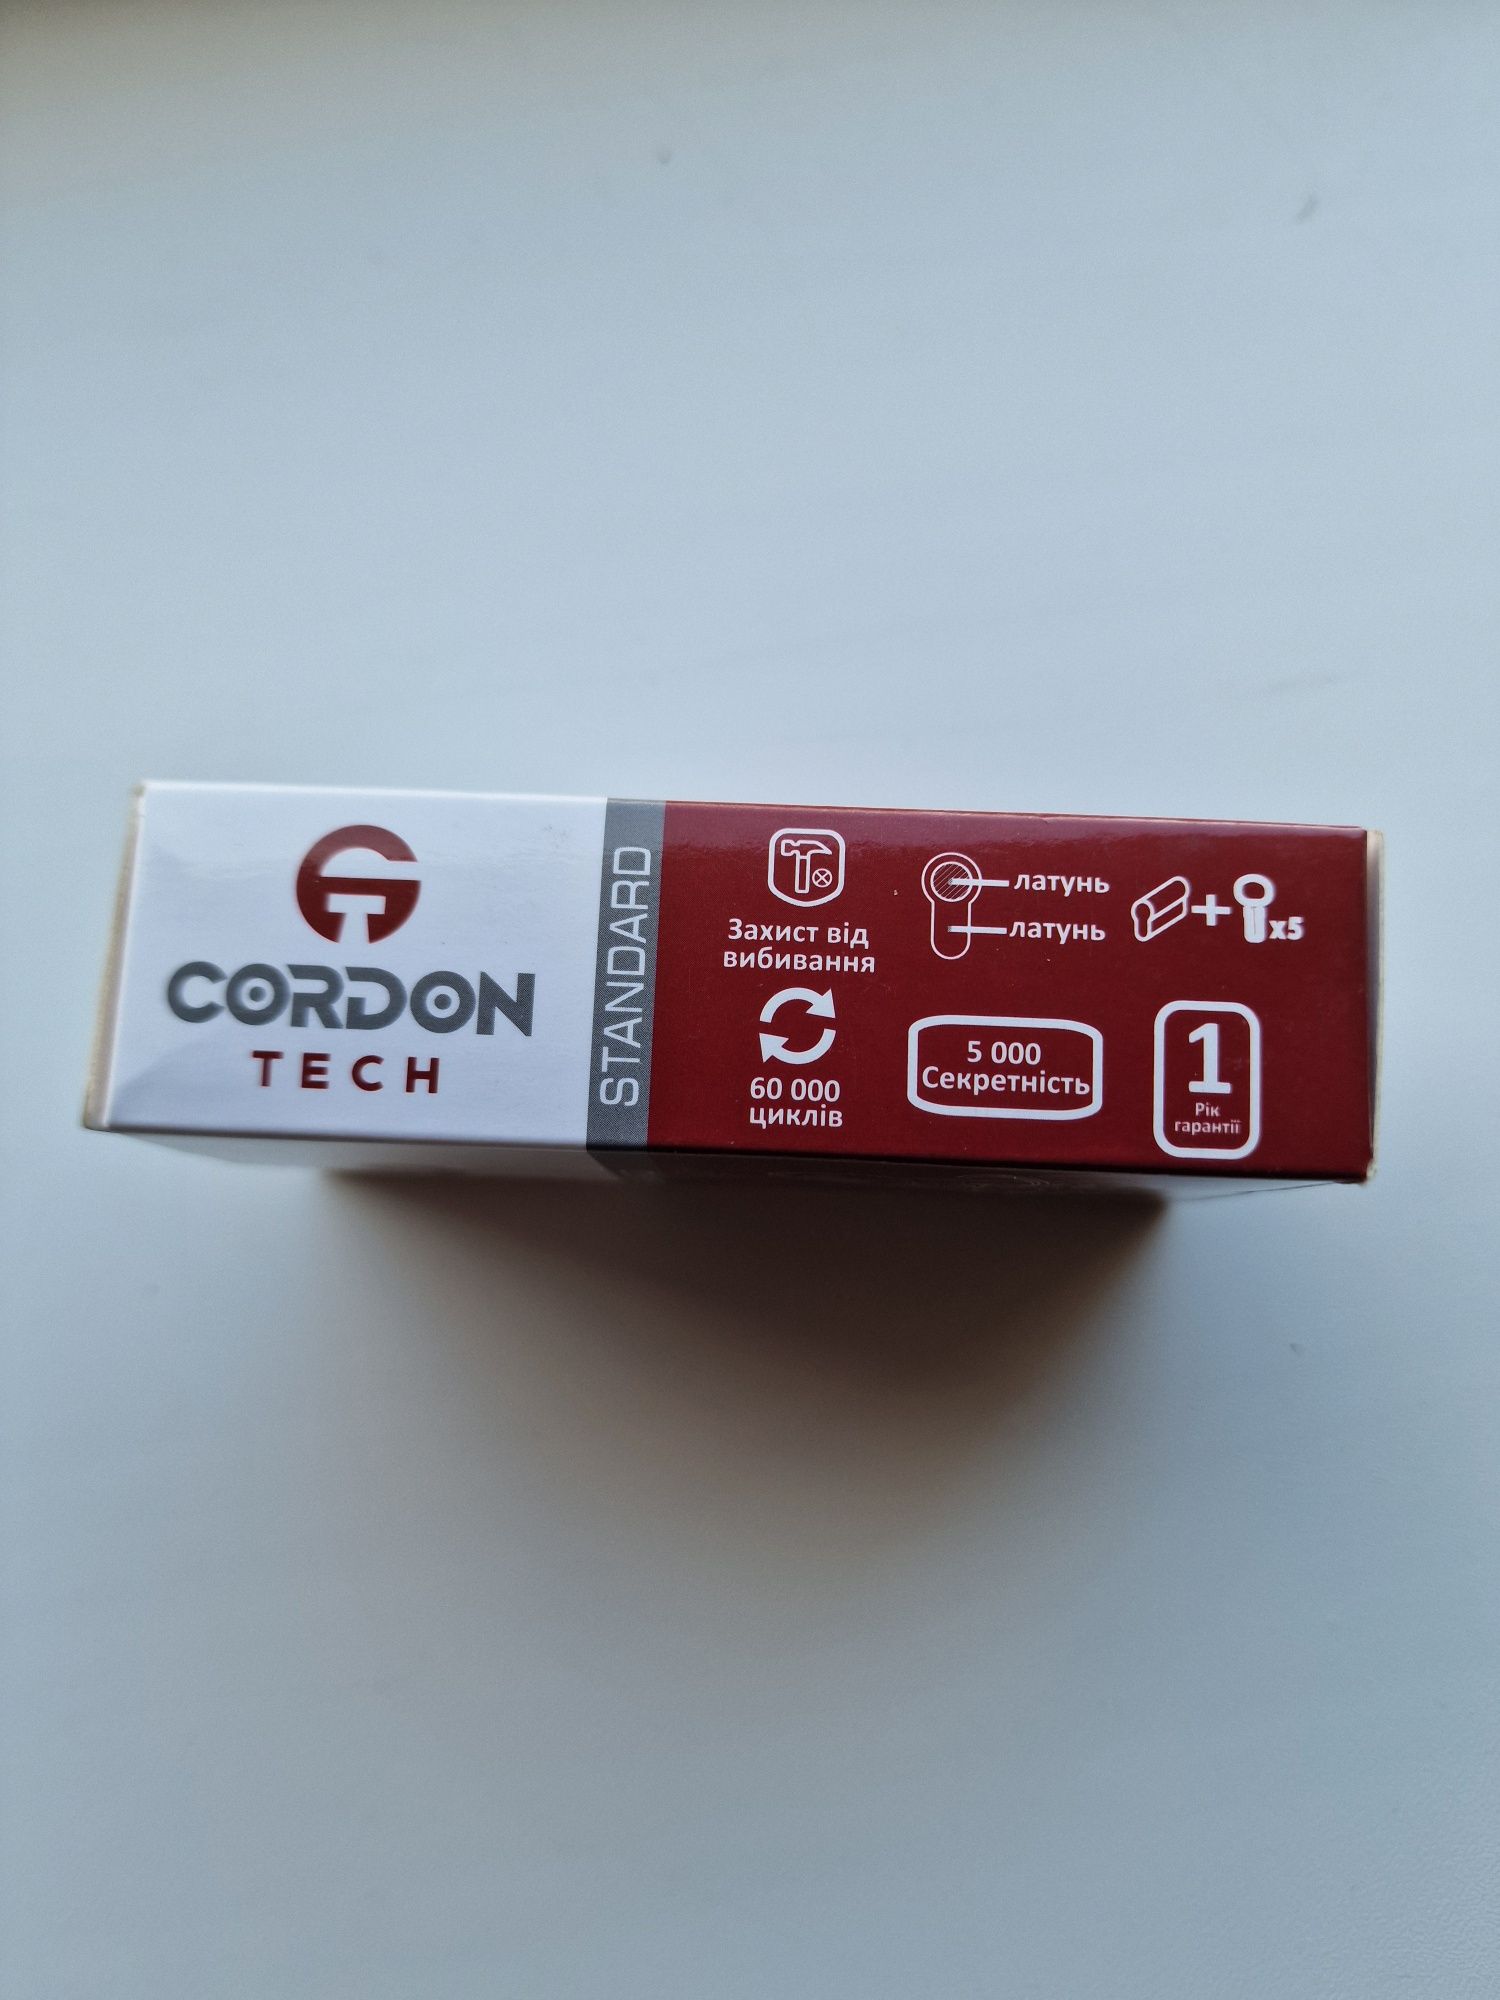 CORDON
TECH
STANDARD
Захист від
вибивання
60 000
циклів
латунь
латунь
x5
5 000
Секретність
1
Рік
гарантії